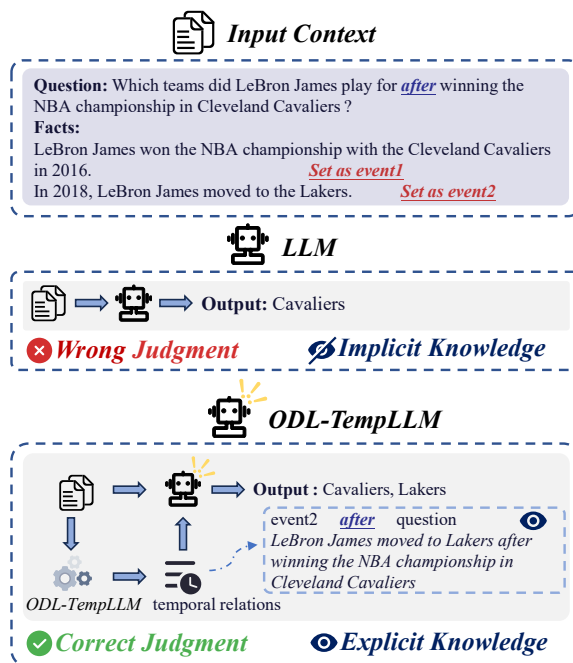 Input Context
Question: Which teams did LeBron James play for after winning the
NBA championship in Cleveland Cavaliers ?
Facts:
LeBron James won the NBA championship with the Cleveland Cavaliers
in 2016. Set as event1
In 2018, LeBron James moved to the Lakers. Set as event2
LLM
Output: Cavaliers
Wrong Judgment Implicit Knowledge
ODL-TempLLM
Output : Cavaliers, Lakers
event2 after question
LeBron James moved to Lakers after
winning the NBA championship in
Cleveland Cavaliers
ODL-TempLLM temporal relations
Correct Judgment Explicit Knowledge